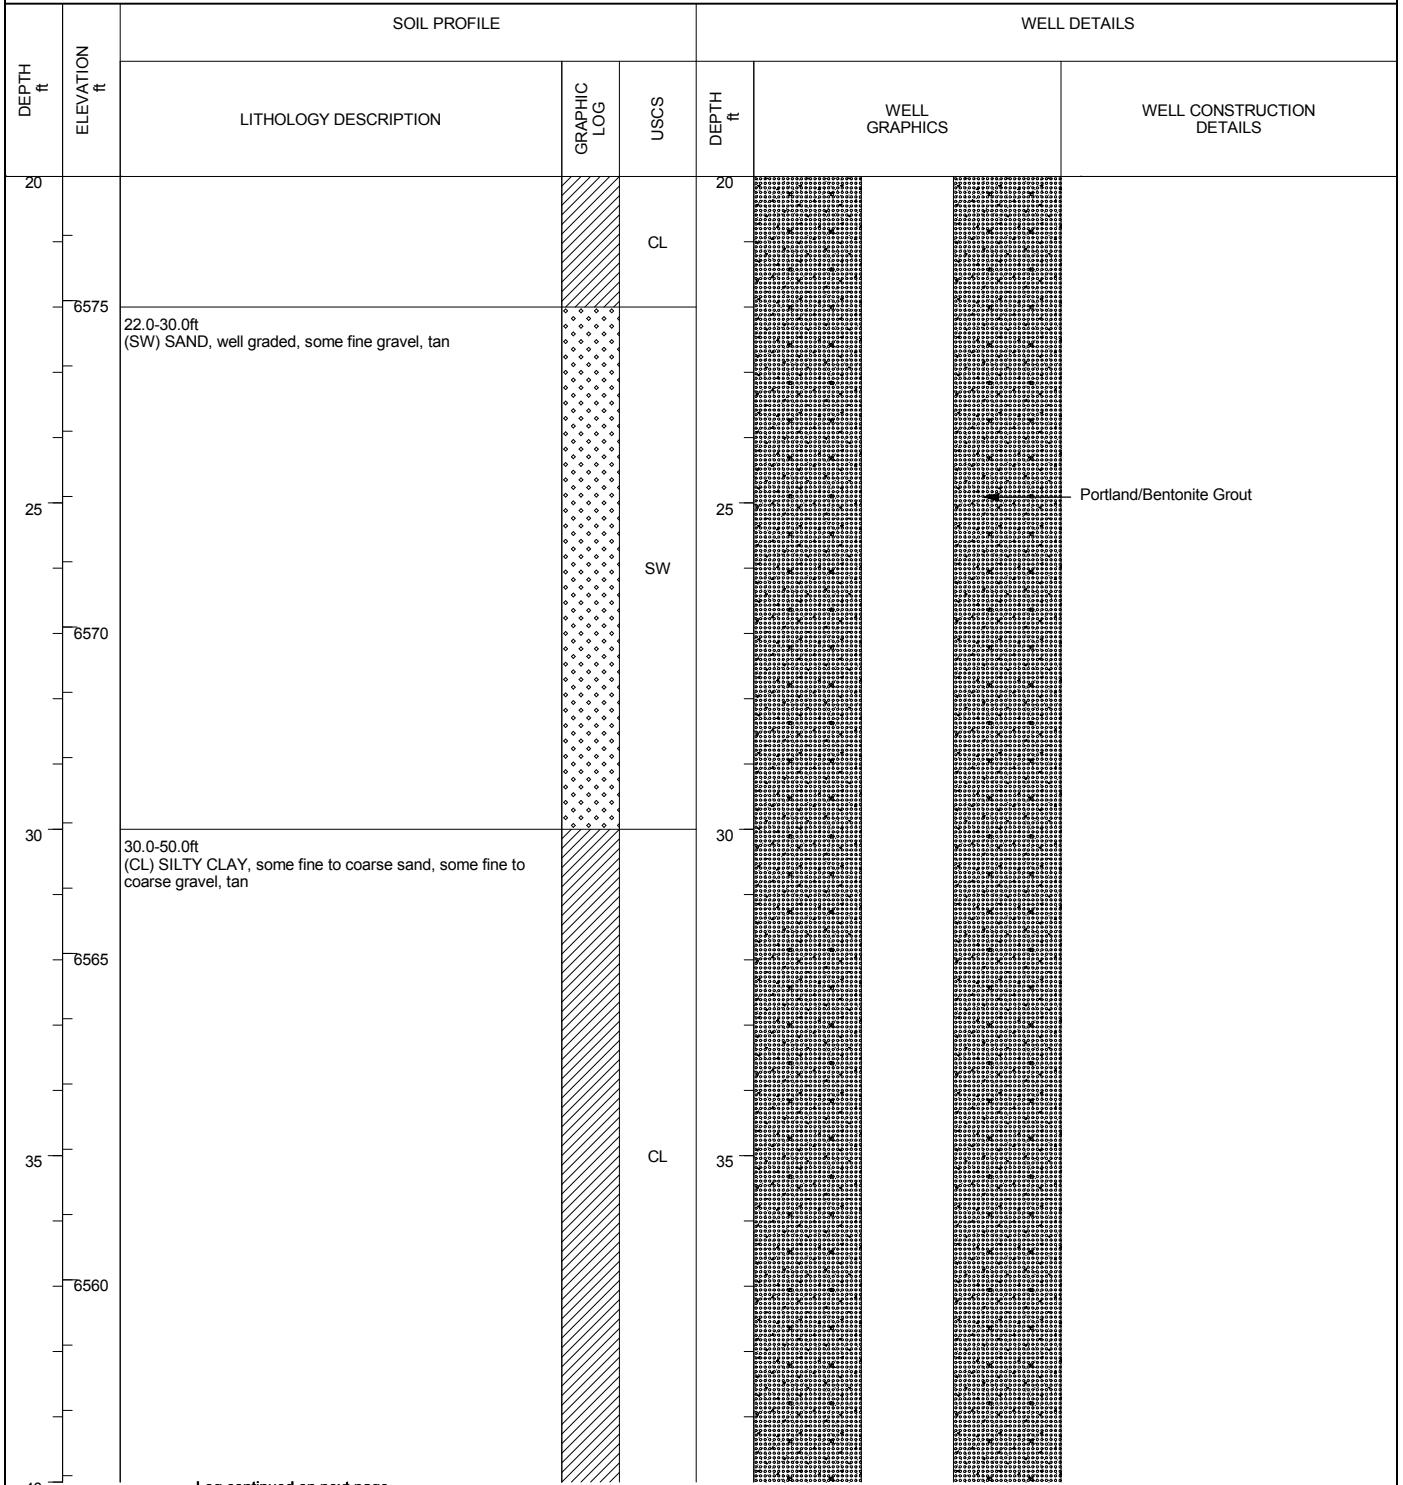 SOIL PROFILE
WELL DETAILS
DEPTH
ft
ELEVATION
ft
LITHOLOGY DESCRIPTION
GRAPHIC
LOG
USCS
DEPTH
ft
WELL
GRAPHICS
WELL CONSTRUCTION
DETAILS
20
20
CL
6575
22.0-30.0ft
(SW) SAND, well graded, some fine gravel, tan
25
25
Portland/Bentonite Grout
SW
6570
30
30
30.0-50.0ft
(CL) SILTY CLAY, some fine to coarse sand, some fine to
coarse gravel, tan
6565
35
CL
35
6560